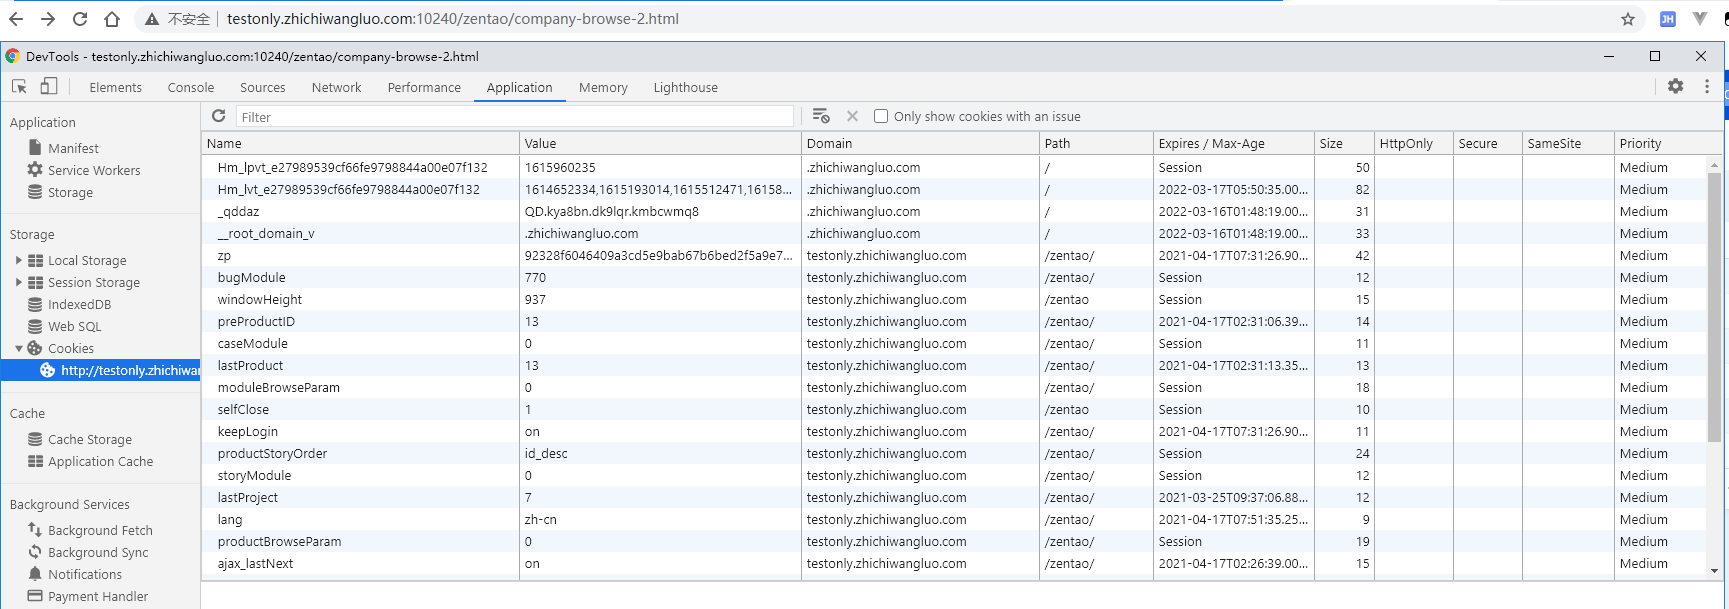 不安全 testonly.zhichiwangluo.com:10240/zentao/company-browse-2.html JH
DevTools - testonly.zhichiwangluo.com:10240/zentao/company-browse-2.html
Elements Console Sources Network Performance Application Memory Lighthouse
Application
Manifest
Service Workers
Storage
Storage
Local Storage
Session Storage
IndexedDB
Web SQL
Cookies
http://testonly.zhichiwar
Cache
Cache Storage
Application Cache
Background Services
Background Fetch
Background Sync
Notifications
Payment Handler
Filter Only show cookies with an issue
Name Value Domain Path Expires / Max-Age Size HttpOnly Secure SameSite Priority
Hm_lpvt_e27989539cf66fe9798844a00e07f132 1615960235 .zhichiwangluo.com / Session 50 Medium
Hm_lvt_e27989539cf66fe9798844a00e07f132 1614652334,1615193014,1615512471,16158... .zhichiwangluo.com / 2022-03-17T05:50:35.00... 82 Medium
_qddaz QD.kya8bn.dk9lqr.kmbcwmq8 .zhichiwangluo.com / 2022-03-16T01:48:19.00... 31 Medium
__root_domain_v .zhichiwangluo.com .zhichiwangluo.com / 2022-03-16T01:48:19.00... 33 Medium
zp 92328f6046409a3cd5e9bab67b6bed2f5a9e7... testonly.zhichiwangluo.com /zentao/ 2021-04-17T07:31:26.90... 42 Medium
bugModule 770 testonly.zhichiwangluo.com /zentao/ Session 12 Medium
windowHeight 937 testonly.zhichiwangluo.com /zentao Session 15 Medium
preProductID 13 testonly.zhichiwangluo.com /zentao/ 2021-04-17T02:31:06.39... 14 Medium
caseModule 0 testonly.zhichiwangluo.com /zentao/ Session 11 Medium
lastProduct 13 testonly.zhichiwangluo.com /zentao/ 2021-04-17T02:31:13.35... 13 Medium
moduleBrowseParam 0 testonly.zhichiwangluo.com /zentao/ Session 18 Medium
selfClose 1 testonly.zhichiwangluo.com /zentao Session 10 Medium
keepLogin on testonly.zhichiwangluo.com /zentao/ 2021-04-17T07:31:26.90... 11 Medium
productStoryOrder id_desc testonly.zhichiwangluo.com /zentao/ Session 24 Medium
storyModule 0 testonly.zhichiwangluo.com /zentao/ Session 12 Medium
lastProject 7 testonly.zhichiwangluo.com /zentao/ 2021-03-25T09:37:06.88... 12 Medium
lang zh-cn testonly.zhichiwangluo.com /zentao/ 2021-04-17T07:51:35.25... 9 Medium
productBrowseParam 0 testonly.zhichiwangluo.com /zentao/ Session 19 Medium
ajax_lastNext on testonly.zhichiwangluo.com /zentao/ 2021-04-17T02:26:39.00... 15 Medium